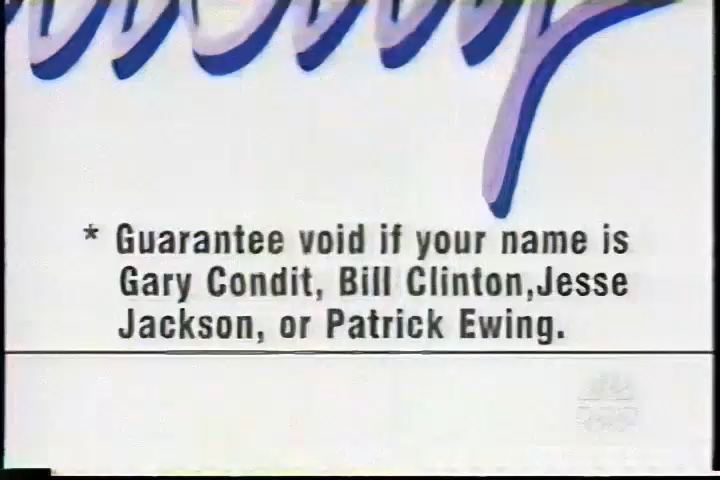 * Guarantee void if your name is
Gary Condit, Bill Clinton,Jesse
Jackson, or Patrick Ewing.